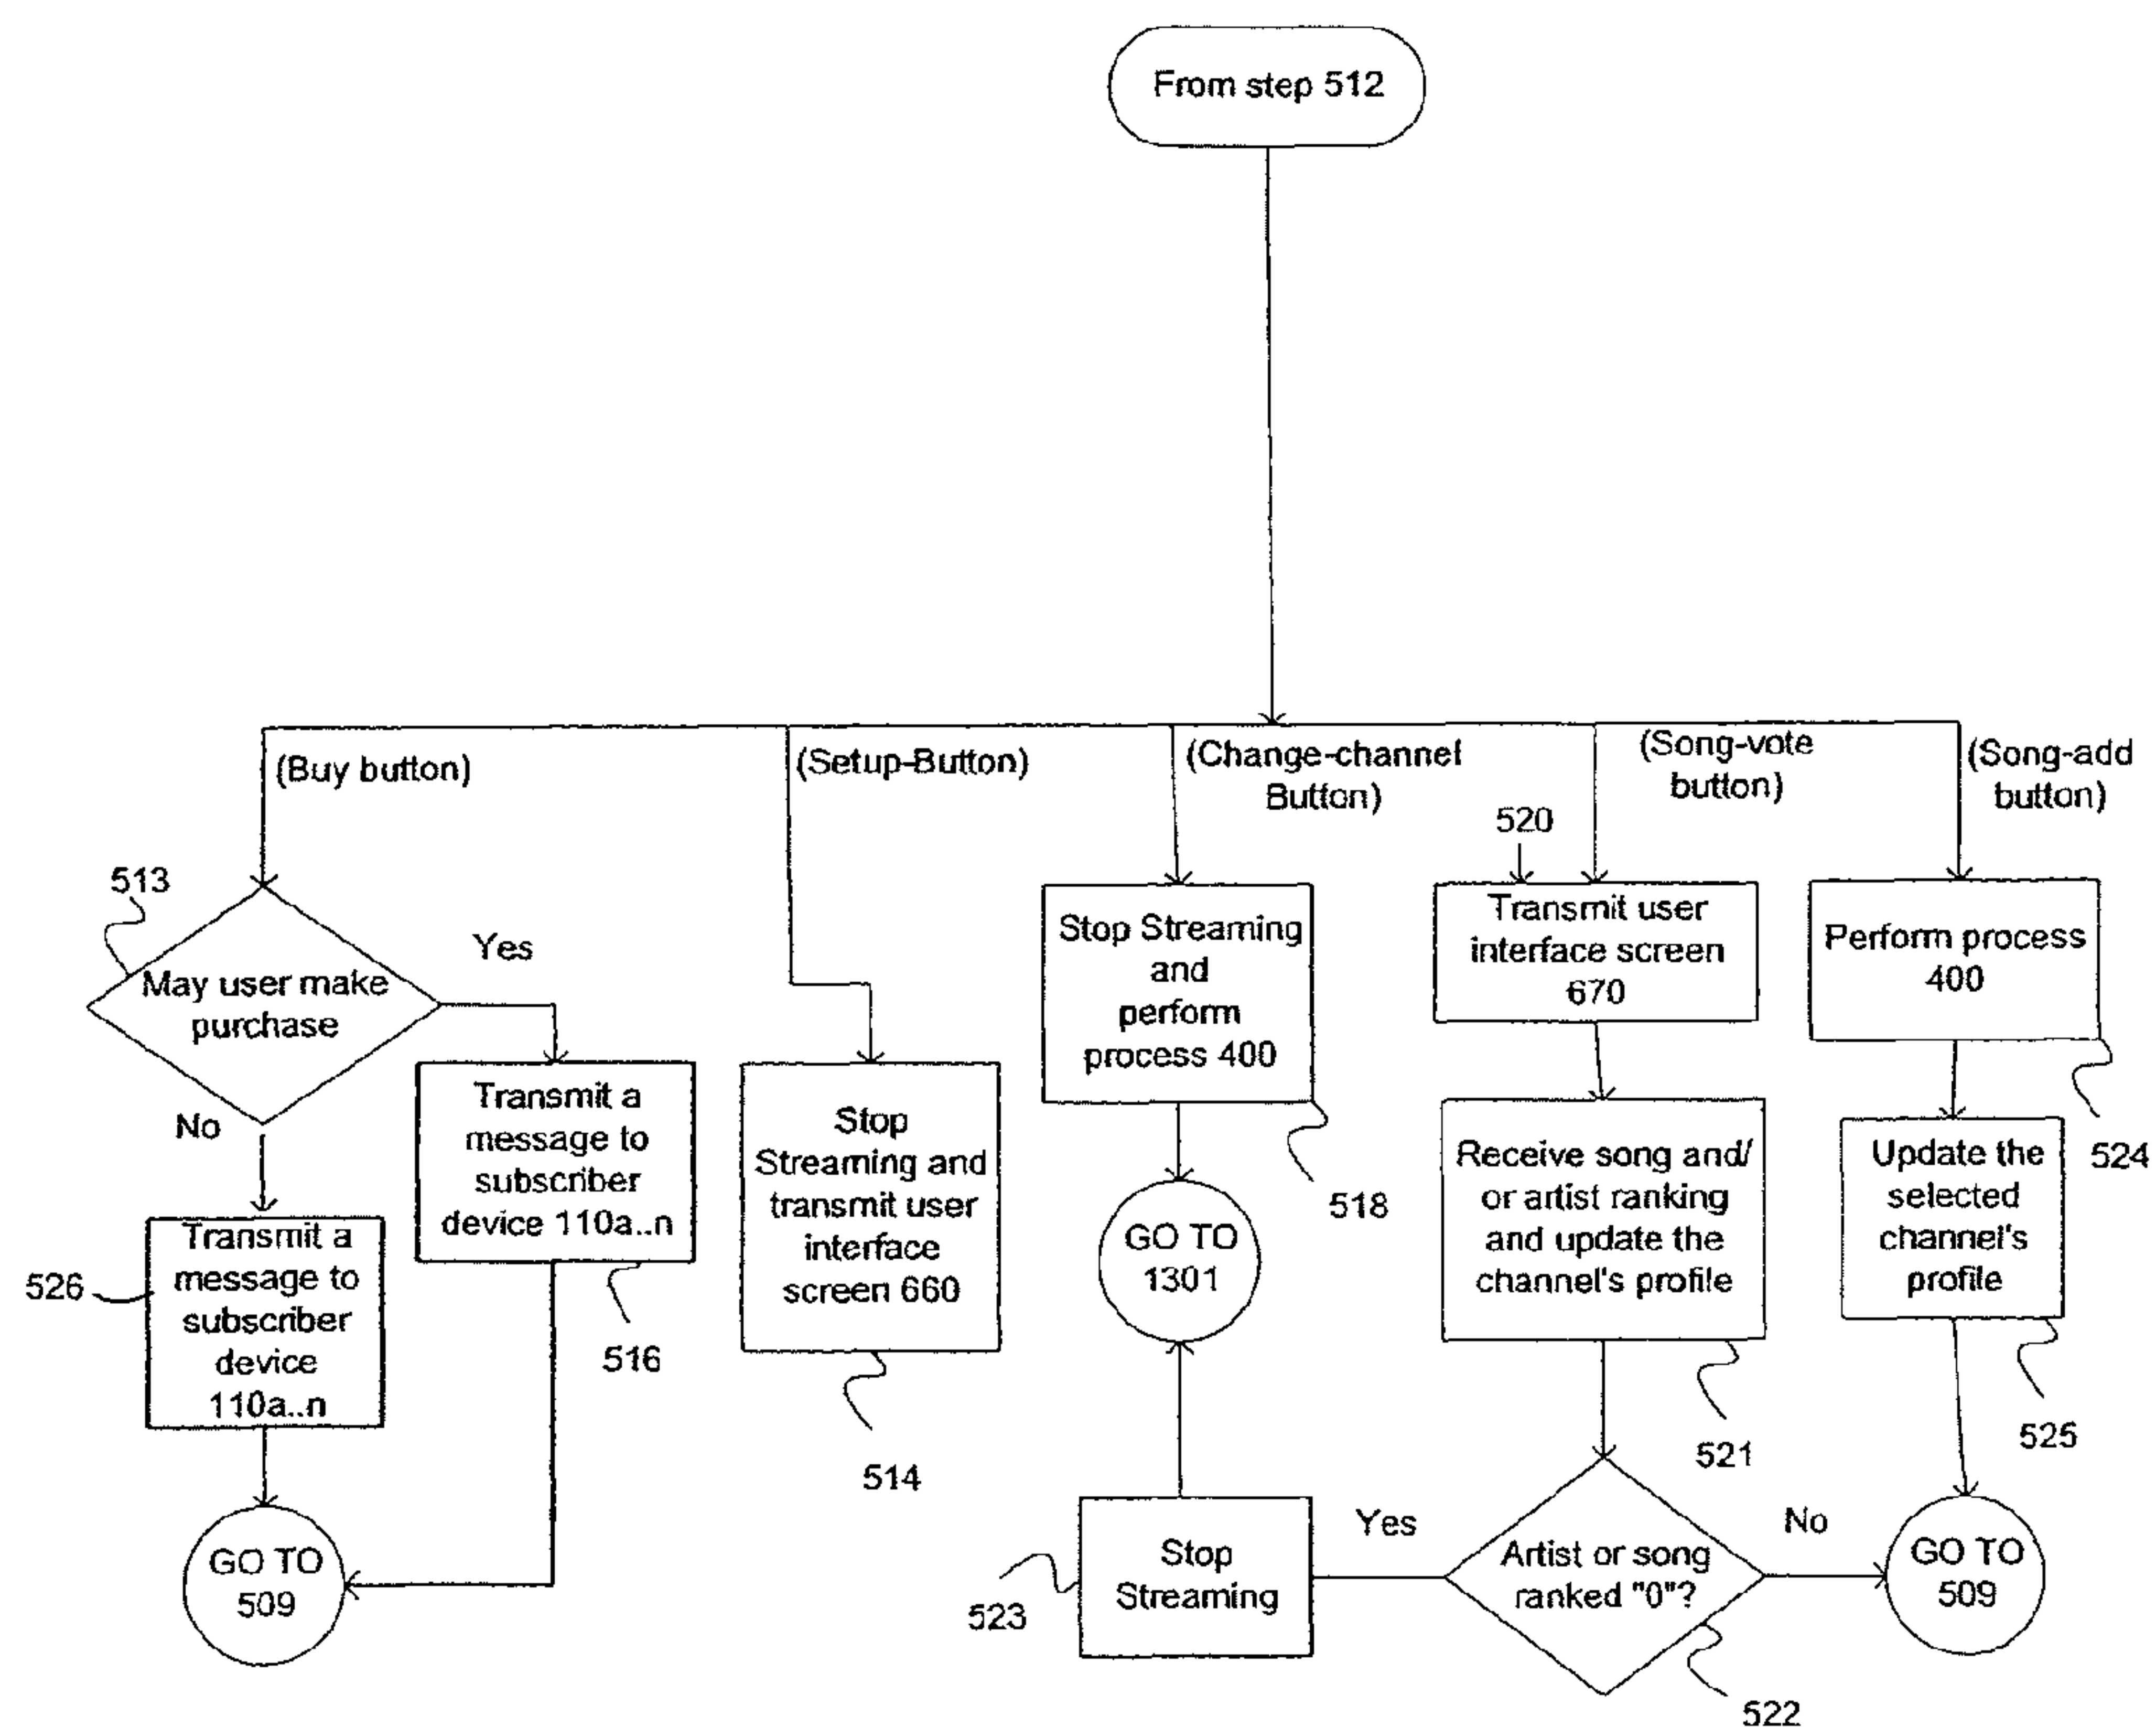 From step 512
(Buy button)
(Setup-Button)
(Change-channel
Button)
(Song-vote
button)
(Song-add
button)
513
May user make
purchase
Yes
No
Transmit a
message to
subscriber
device 110a..n
516
526
Transmit a
message to
subscriber
device
110a..n
GO TO
509
Stop
Streaming and
transmit user
interface
screen 660
514
Stop Streaming
and
perform
process 400
518
GO TO
1301
520
Transmit user
interface screen
670
Receive song and/
or artist ranking
and update the
channel's profile
521
Artist or song
ranked "0"?
522
Yes
No
Stop
Streaming
523
Perform process
400
524
Update the
selected
channel's
profile
525
GO TO
509